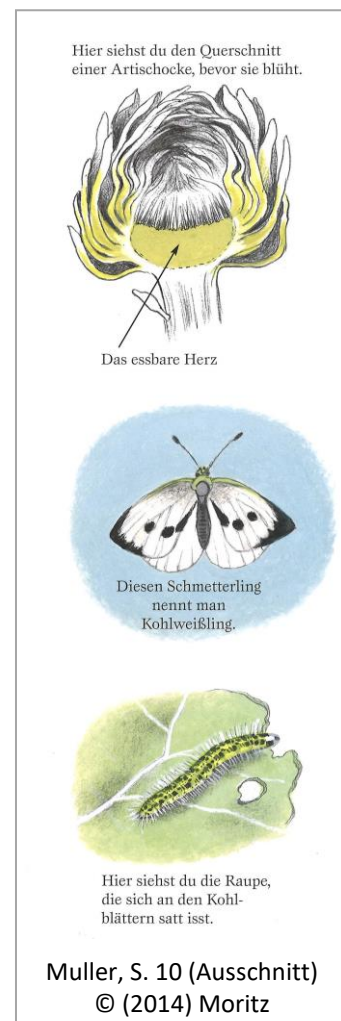 Hier siehst du den Querschnitt
einer Artischocke, bevor sie blüht.
Das essbare Herz
Diesen Schmetterling
nennt man
Kohlweißling.
Hier siehst du die Raupe,
die sich an den Kohl-
blättern satt isst.
Muller, S. 10 (Ausschnitt)
© (2014) Moritz